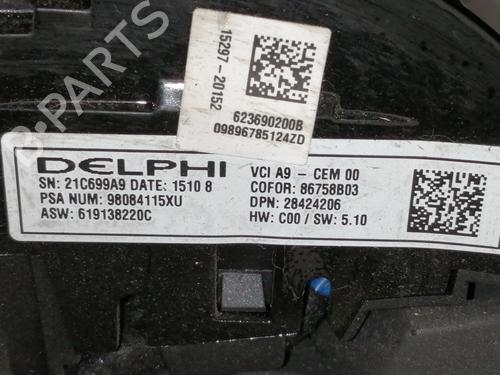 B-PARTS
15297-20152
623690200B
09896785124ZD
DELPHI
SN: 21C699A9 DATE: 1510 8
PSA NUM: 98084115XU
ASW: 619138220C
VCI A9 - CEM 00
COFOR: 86758B03
DPN: 28424206
HW: C00 / SW: 5.10